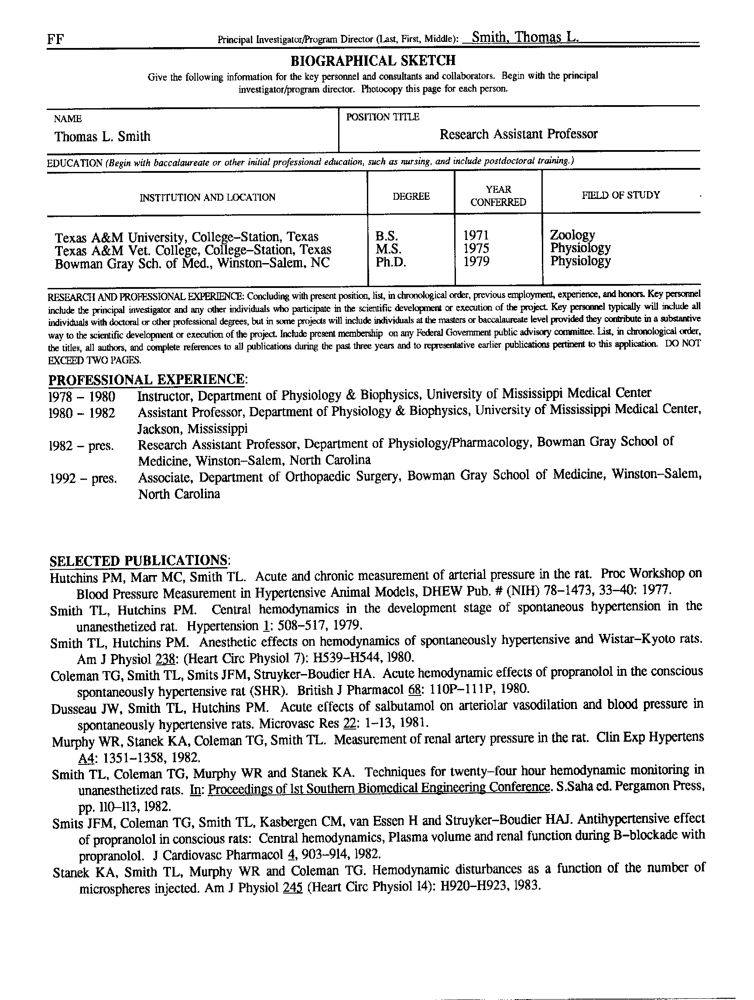 FF Principal Investigator/Program Director (Last, First, Middle): Smith, Thomas L.
BIOGRAPHICAL SKETCH
Give the following information for the key personnel and consultants and collaborators. Begin with the principal
investigator/program director. Photocopy this page for each person.
NAME POSITION TITLE
Thomas L. Smith Research Assistant Professor
EDUCATION (Begin with baccalaureate or other initial professional education, such as nursing, and include postdoctoral training.)
INSTITUTION AND LOCATION DEGREE YEAR CONFERRED FIELD OF STUDY
Texas A&M University, College–Station, Texas B.S. 1971 Zoology
Texas A&M Vet. College, College–Station, Texas M.S. 1975 Physiology
Bowman Gray Sch. of Med., Winston–Salem, NC Ph.D. 1979 Physiology
RESEARCH AND PROFESSIONAL EXPERIENCE: Concluding with present position, list, in chronological order, previous employment, experience, and honors. Key personnel
include the principal investigator and any other individuals who participate in the scientific development or execution of the project. Key personnel typically will include all
individuals with doctoral or other professional degrees, but in some projects will include individuals at the masters or baccalaureate level provided they contribute in a substantive
way to the scientific development or execution of the project. Include present membership on any Federal Government public advisory committee. List, in chronological order,
the titles, all authors, and complete references to all publications during the past three years and to representative earlier publications pertinent to this application. DO NOT
EXCEED TWO PAGES.
PROFESSIONAL EXPERIENCE:
1978 – 1980 Instructor, Department of Physiology & Biophysics, University of Mississippi Medical Center
1980 – 1982 Assistant Professor, Department of Physiology & Biophysics, University of Mississippi Medical Center,
Jackson, Mississippi
1982 – pres. Research Assistant Professor, Department of Physiology/Pharmacology, Bowman Gray School of
Medicine, Winston–Salem, North Carolina
1992 – pres. Associate, Department of Orthopaedic Surgery, Bowman Gray School of Medicine, Winston–Salem,
North Carolina
SELECTED PUBLICATIONS:
Hutchins PM, Marr MC, Smith TL. Acute and chronic measurement of arterial pressure in the rat. Proc Workshop on
Blood Pressure Measurement in Hypertensive Animal Models, DHEW Pub. # (NIH) 78–1473, 33–40: 1977.
Smith TL, Hutchins PM. Central hemodynamics in the development stage of spontaneous hypertension in the
unanesthetized rat. Hypertension 1: 508–517, 1979.
Smith TL, Hutchins PM. Anesthetic effects on hemodynamics of spontaneously hypertensive and Wistar–Kyoto rats.
Am J Physiol 238: (Heart Circ Physiol 7): H539–H544, 1980.
Coleman TG, Smith TL, Smits JFM, Struyker–Boudier HA. Acute hemodynamic effects of propranolol in the conscious
spontaneously hypertensive rat (SHR). British J Pharmacol 68: 110P–111P, 1980.
Dusseau JW, Smith TL, Hutchins PM. Acute effects of salbutamol on arteriolar vasodilation and blood pressure in
spontaneously hypertensive rats. Microvasc Res 22: 1–13, 1981.
Murphy WR, Stanek KA, Coleman TG, Smith TL. Measurement of renal artery pressure in the rat. Clin Exp Hypertens
A4: 1351–1358, 1982.
Smith TL, Coleman TG, Murphy WR and Stanek KA. Techniques for twenty–four hour hemodynamic monitoring in
unanesthetized rats. In: Proceedings of 1st Southern Biomedical Engineering Conference. S.Saha ed. Pergamon Press,
pp. 110–113, 1982.
Smits JFM, Coleman TG, Smith TL, Kasbergen CM, van Essen H and Struyker–Boudier HAJ. Antihypertensive effect
of propranolol in conscious rats: Central hemodynamics, Plasma volume and renal function during B–blockade with
propranolol. J Cardiovasc Pharmacol 4, 903–914, 1982.
Stanek KA, Smith TL, Murphy WR and Coleman TG. Hemodynamic disturbances as a function of the number of
microspheres injected. Am J Physiol 245 (Heart Circ Physiol 14): H920–H923, 1983.